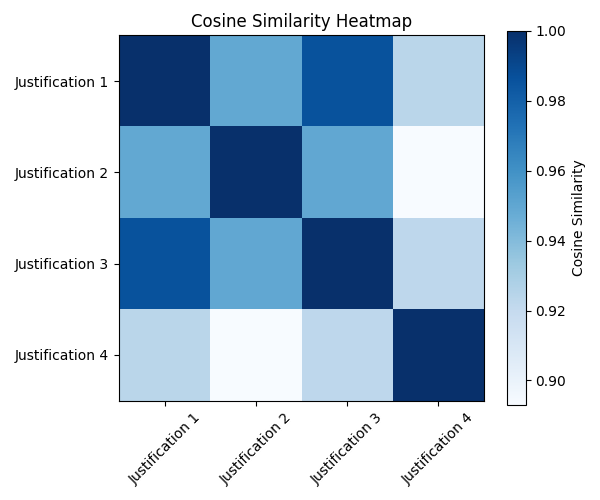 Cosine Similarity Heatmap
Justification 1
Justification 2
Justification 3
Justification 4
Justification 1
Justification 2
Justification 3
Justification 4
1.00
0.98
0.96
0.94
0.92
0.90
Cosine Similarity